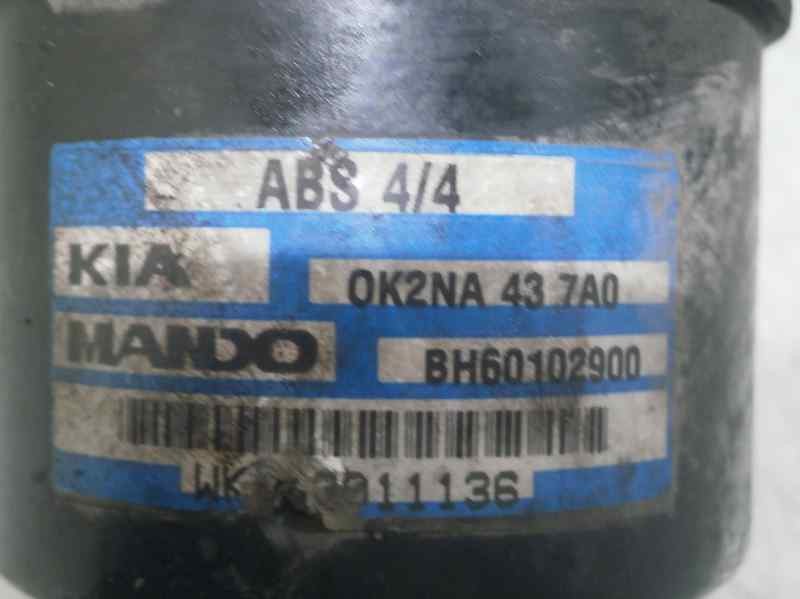 ABS 4/4
KIA
OK2NA 43 7A0
MANDO
BH60102900